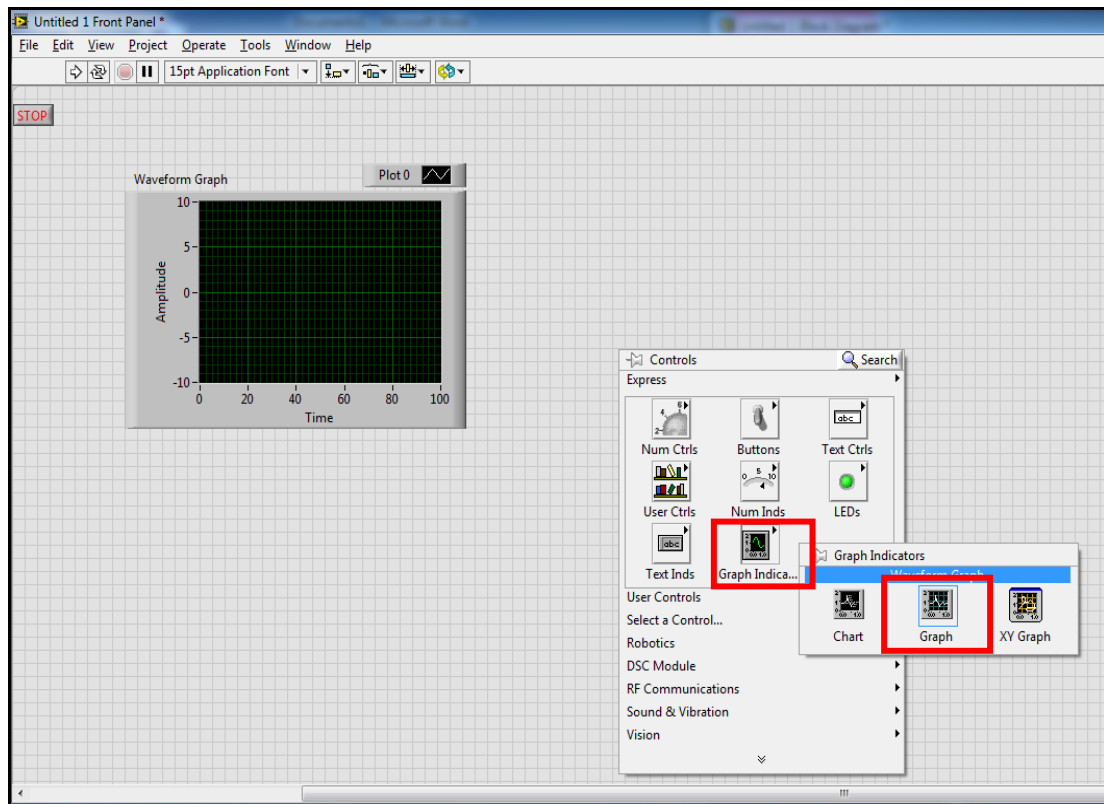 Untitled 1 Front Panel *
File Edit View Project Operate Tools Window Help
15pt Application Font
STOP
Waveform Graph
Plot 0
10
5
0
-5
-10
Amplitude
0 20 40 60 80 100
Time
Controls Search
Express
Num Ctrls Buttons Text Ctrls
User Ctrls Num Inds LEDs
Text Inds Graph Indica...
User Controls
Select a Control...
Robotics
DSC Module
RF Communications
Sound & Vibration
Vision
Graph Indicators
Waveform Graph
Chart Graph XY Graph